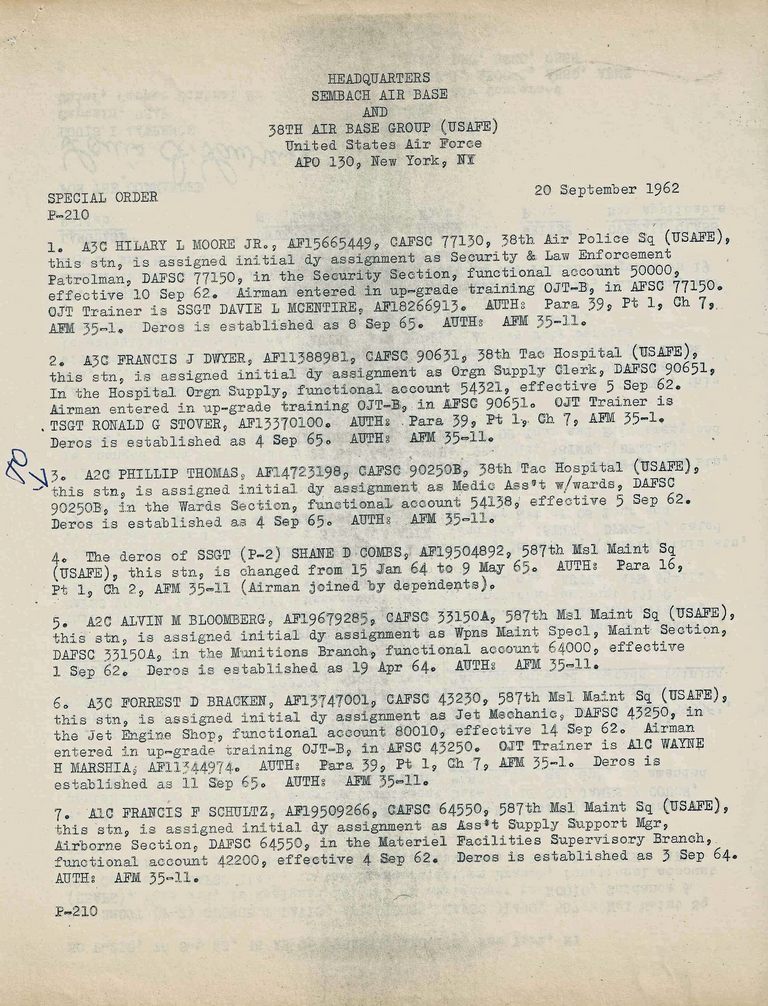 HEADQUARTERS
SEMBACH AIR BASE
AND
38TH AIR BASE GROUP (USAFE)
United States Air Force
APO 130, New York, NY
SPECIAL ORDER
20 September 1962
P-210
1. A3C HILARY L MOORE JR., AF15665449, CAFSC 77130, 38th Air Police Sq (USAFE),
this stn, is assigned initial dy assignment as Security & Law Enforcement
Patrolman, DAFSC 77150, in the Security Section, functional account 50000,
effective 10 Sep 62. Airman entered in up-grade training OJT-B, in AFSC 77150.
OJT Trainer is SSGT DAVIE L MCENTIRE, AF18266913. AUTH: Para 39, Pt 1, Ch 7,
AFM 35-1. Deros is established as 8 Sep 65. AUTH: AFM 35-11.
2. A3C FRANCIS J DWYER, AF11388981, CAFSC 90631, 38th Tac Hospital (USAFE),
this stn, is assigned initial dy assignment as Orgn Supply Clerk, DAFSC 90651,
In the Hospital Orgn Supply, functional account 54321, effective 5 Sep 62.
Airman entered in up-grade training OJT-B, in AFSC 90651. OJT Trainer is
TSGT RONALD G STOVER, AF13370100. AUTH: Para 39, Pt 1, Ch 7, AFM 35-1.
Deros is established as 4 Sep 65. AUTH: AFM 35-11.
3. A2C PHILLIP THOMAS, AF14723198, CAFSC 90250B, 38th Tac Hospital (USAFE),
this stn, is assigned initial dy assignment as Medic Ass't w/wards, DAFSC
90250B, in the Wards Section, functional account 54138, effective 5 Sep 62.
Deros is established as 4 Sep 65. AUTH: AFM 35-11.
4. The deros of SSGT (P-2) SHANE D COMBS, AF19504892, 587th Msl Maint Sq
(USAFE), this stn, is changed from 15 Jan 64 to 9 May 65. AUTH: Para 16,
Pt 1, Ch 2, AFM 35-11 (Airman joined by dependents).
5. A2C ALVIN M BLOOMBERG, AF19679285, CAFSC 33150A, 587th Msl Maint Sq (USAFE),
this stn, is assigned initial dy assignment as Wpns Maint Specl, Maint Section,
DAFSC 33150A, in the Munitions Branch, functional account 64000, effective
1 Sep 62. Deros is established as 19 Apr 64. AUTH: AFM 35-11.
6. A3C FORREST D BRACKEN, AF13747001, CAFSC 43230, 587th Msl Maint Sq (USAFE),
this stn, is assigned initial dy assignment as Jet Mechanic, DAFSC 43250, in
the Jet Engine Shop, functional account 80010, effective 14 Sep 62. Airman
entered in up-grade training OJT-B, in AFSC 43250. OJT Trainer is A1C WAYNE
H MARSHIA, AF11344974. AUTH: Para 39, Pt 1, Ch 7, AFM 35-1. Deros is
established as 11 Sep 65. AUTH: AFM 35-11.
7. A1C FRANCIS F SCHULTZ, AF19509266, CAFSC 64550, 587th Msl Maint Sq (USAFE),
this stn, is assigned initial dy assignment as Ass't Supply Support Mgr,
Airborne Section, DAFSC 64550, in the Materiel Facilities Supervisory Branch,
functional account 42200, effective 4 Sep 62. Deros is established as 3 Sep 64.
AUTH: AFM 35-11.
P-210